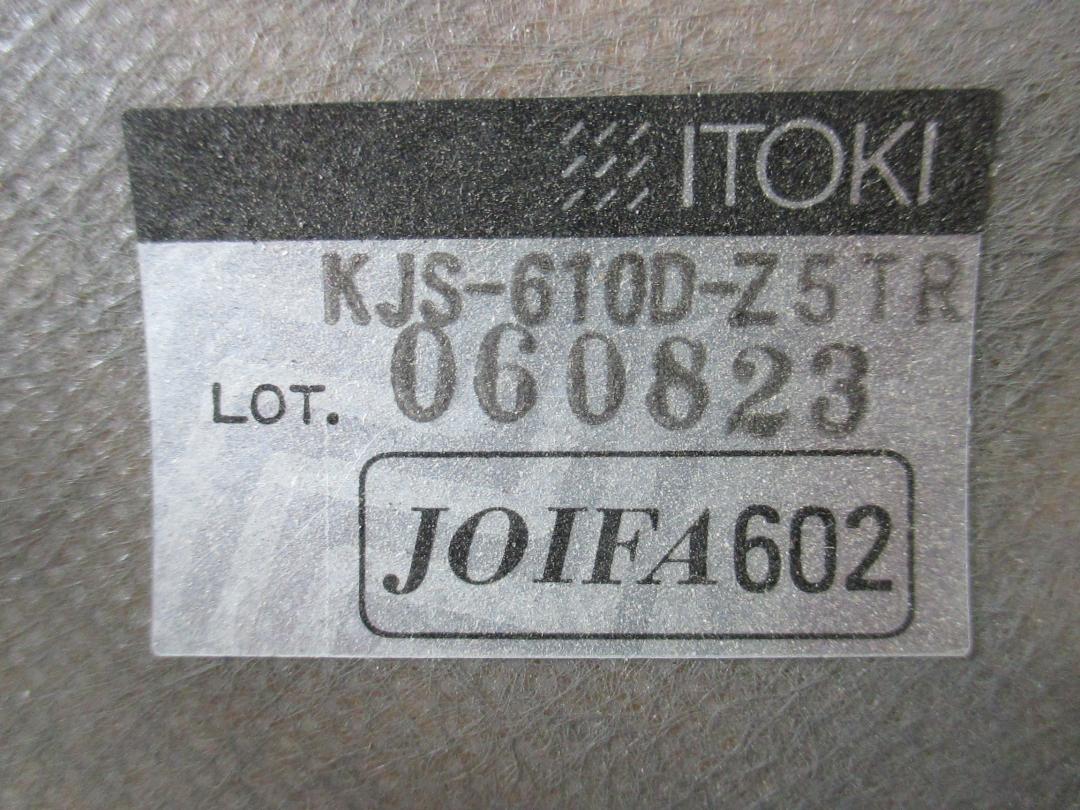 ITOKI
KJS-610D-Z5TR
LOT. 060823
JOIFA602